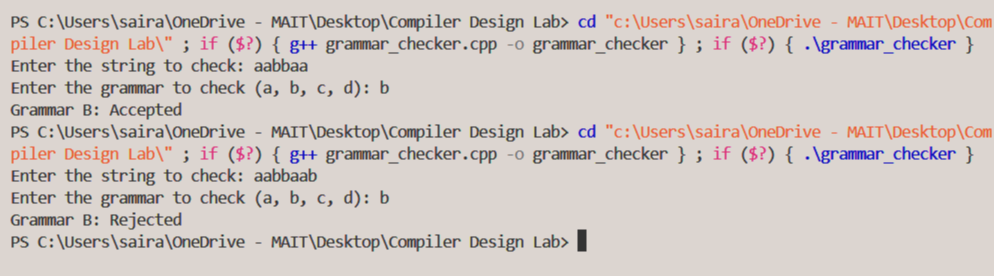 PS C:\Users\saira\OneDrive - MAIT\Desktop\Compiler Design Lab> cd "c:\Users\saira\OneDrive - MAIT\Desktop\Com
piler Design Lab\" ; if ($?) { g++ grammar_checker.cpp -o grammar_checker } ; if ($?) { .\grammar_checker }
Enter the string to check: aabbaa
Enter the grammar to check (a, b, c, d): b
Grammar B: Accepted
PS C:\Users\saira\OneDrive - MAIT\Desktop\Compiler Design Lab> cd "c:\Users\saira\OneDrive - MAIT\Desktop\Com
piler Design Lab\" ; if ($?) { g++ grammar_checker.cpp -o grammar_checker } ; if ($?) { .\grammar_checker }
Enter the string to check: aabbaab
Enter the grammar to check (a, b, c, d): b
Grammar B: Rejected
PS C:\Users\saira\OneDrive - MAIT\Desktop\Compiler Design Lab>